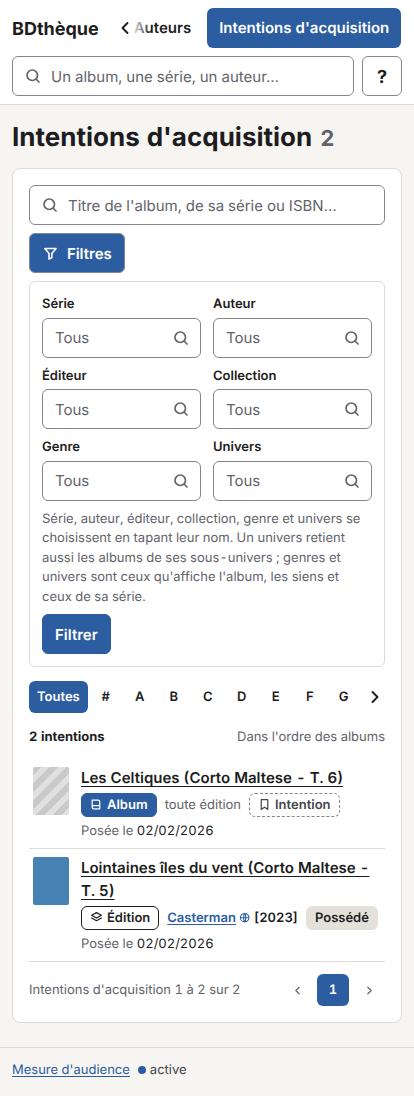 BDthèque Auteurs Intentions d'acquisition
Un album, une série, un auteur... ?
Intentions d'acquisition 2
Titre de l'album, de sa série ou ISBN...
Filtres
Série Auteur
Tous Tous
Éditeur Collection
Tous Tous
Genre Univers
Tous Tous
Série, auteur, éditeur, collection, genre et univers se
choisissent en tapant leur nom. Un univers retient
aussi les albums de ses sous-univers ; genres et
univers sont ceux qu'affiche l'album, les siens et
ceux de sa série.
Filtrer
Toutes # A B C D E F G
2 intentions Dans l'ordre des albums
Les Celtiques (Corto Maltese - T. 6)
Album toute édition Intention
Posée le 02/02/2026
Lointaines îles du vent (Corto Maltese -
T. 5)
Édition Casterman [2023] Possédé
Posée le 02/02/2026
Intentions d'acquisition 1 à 2 sur 2 1
Mesure d'audience active